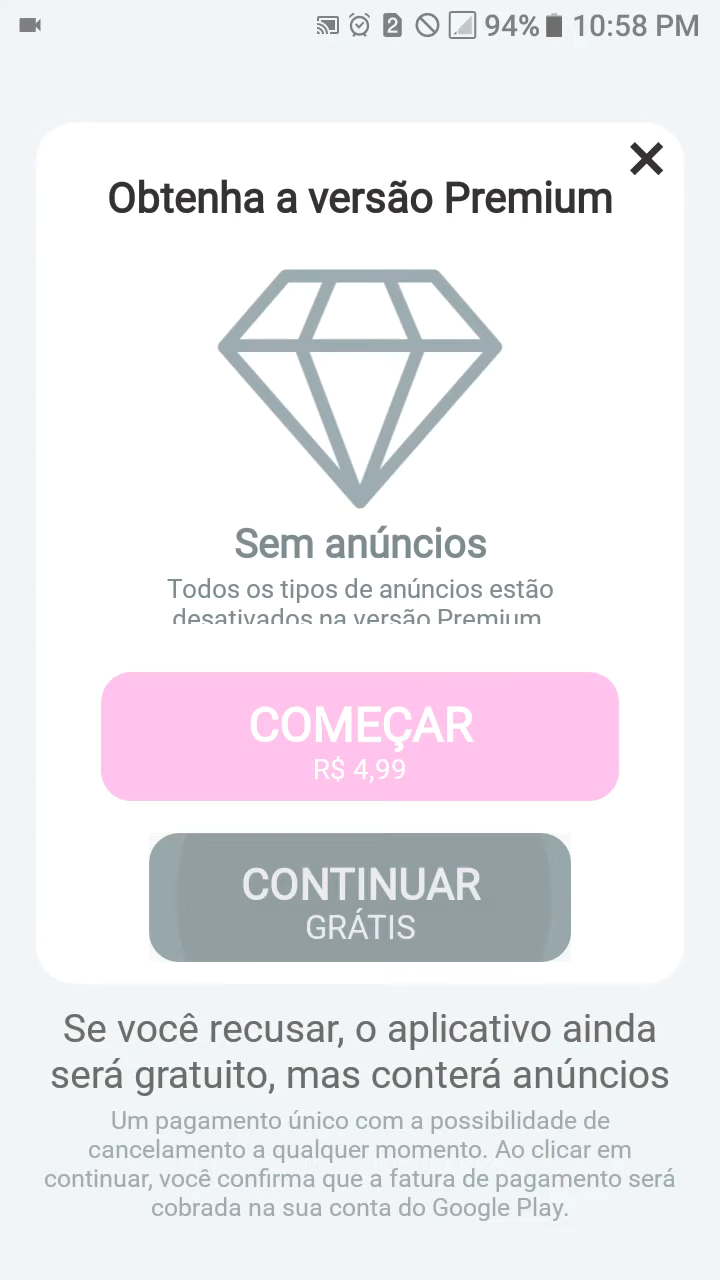 94% 10:58 PM
Obtenha a versão Premium
Sem anúncios
Todos os tipos de anúncios estão
desativados na versão Premium
COMEÇAR
R$ 4,99
CONTINUAR
GRÁTIS
Se você recusar, o aplicativo ainda
será gratuito, mas conterá anúncios
Um pagamento único com a possibilidade de
cancelamento a qualquer momento. Ao clicar em
continuar, você confirma que a fatura de pagamento será
cobrada na sua conta do Google Play.